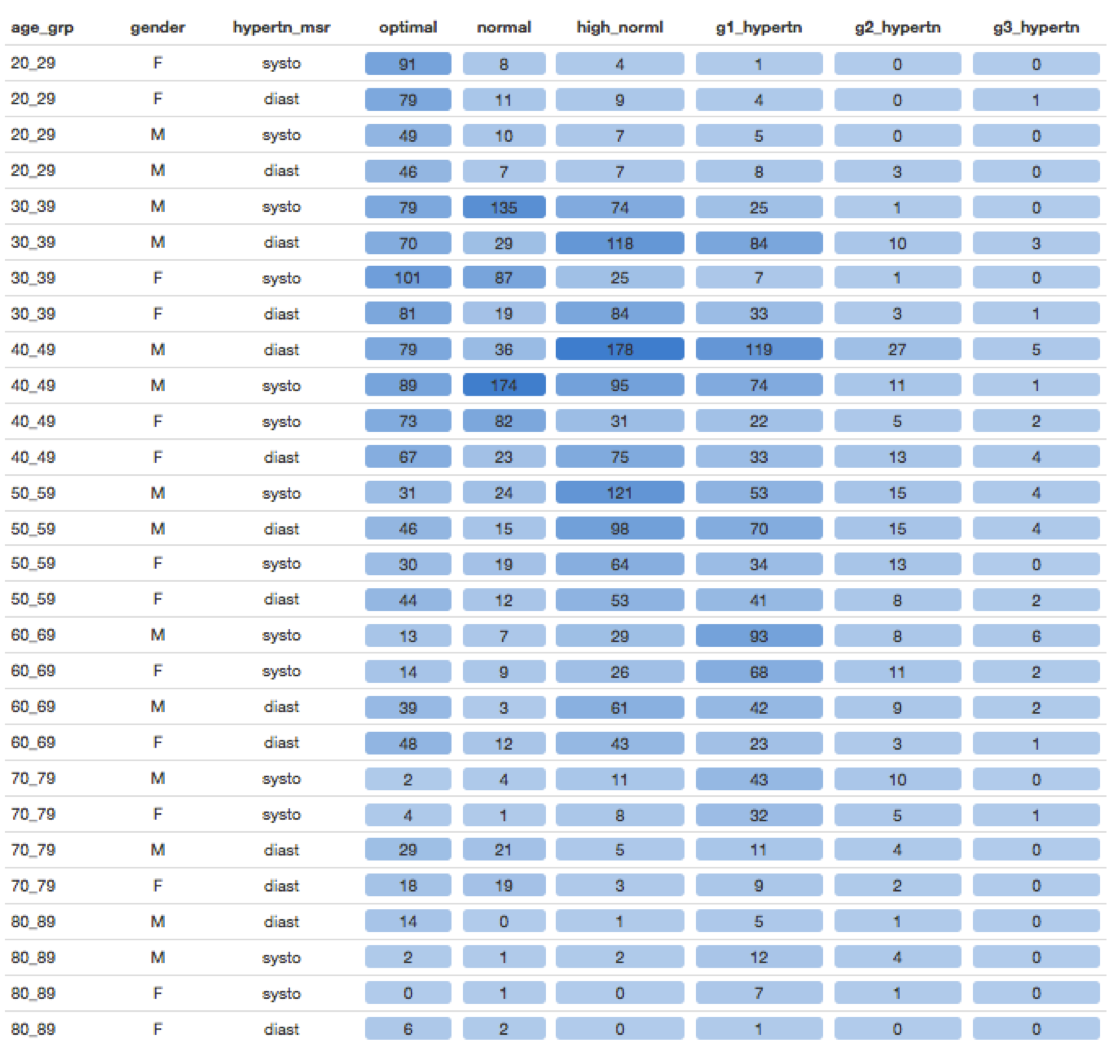 age_grp gender hypertn_msr optimal normal high_norml g1_hypertn g2_hypertn g3_hypertn
20_29 F systo 91 8 4 1 0 0
20_29 F diast 79 11 9 4 0 1
20_29 M systo 49 10 7 5 0 0
20_29 M diast 46 7 7 8 3 0
30_39 M systo 79 135 74 25 1 0
30_39 M diast 70 29 118 84 10 3
30_39 F systo 101 87 25 7 1 0
30_39 F diast 81 19 84 33 3 1
40_49 M diast 79 36 178 119 27 5
40_49 M systo 89 174 95 74 11 1
40_49 F systo 73 82 31 22 5 2
40_49 F diast 67 23 75 33 13 4
50_59 M systo 31 24 121 53 15 4
50_59 M diast 46 15 98 70 15 4
50_59 F systo 30 19 64 34 13 0
50_59 F diast 44 12 53 41 8 2
60_69 M systo 13 7 29 93 8 6
60_69 F systo 14 9 26 68 11 2
60_69 M diast 39 3 61 42 9 2
60_69 F diast 48 12 43 23 3 1
70_79 M systo 2 4 11 43 10 0
70_79 F systo 4 1 8 32 5 1
70_79 M diast 29 21 5 11 4 0
70_79 F diast 18 19 3 9 2 0
80_89 M diast 14 0 1 5 1 0
80_89 M systo 2 1 2 12 4 0
80_89 F systo 0 1 0 7 1 0
80_89 F diast 6 2 0 1 0 0